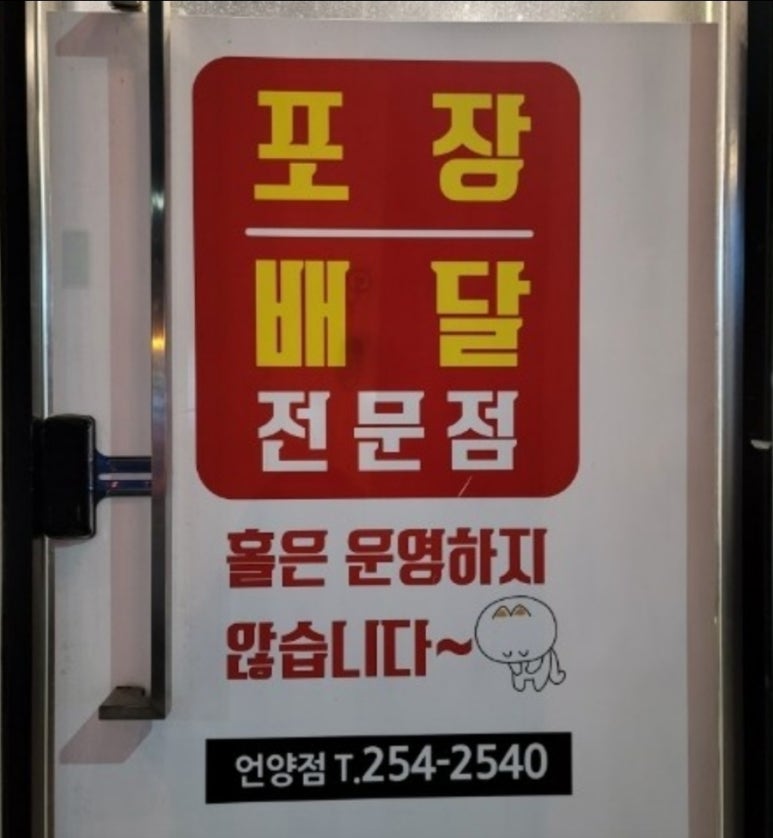 포 장
배 달
전문점
홀은 운영하지
않습니다~
언양점 T.254-2540